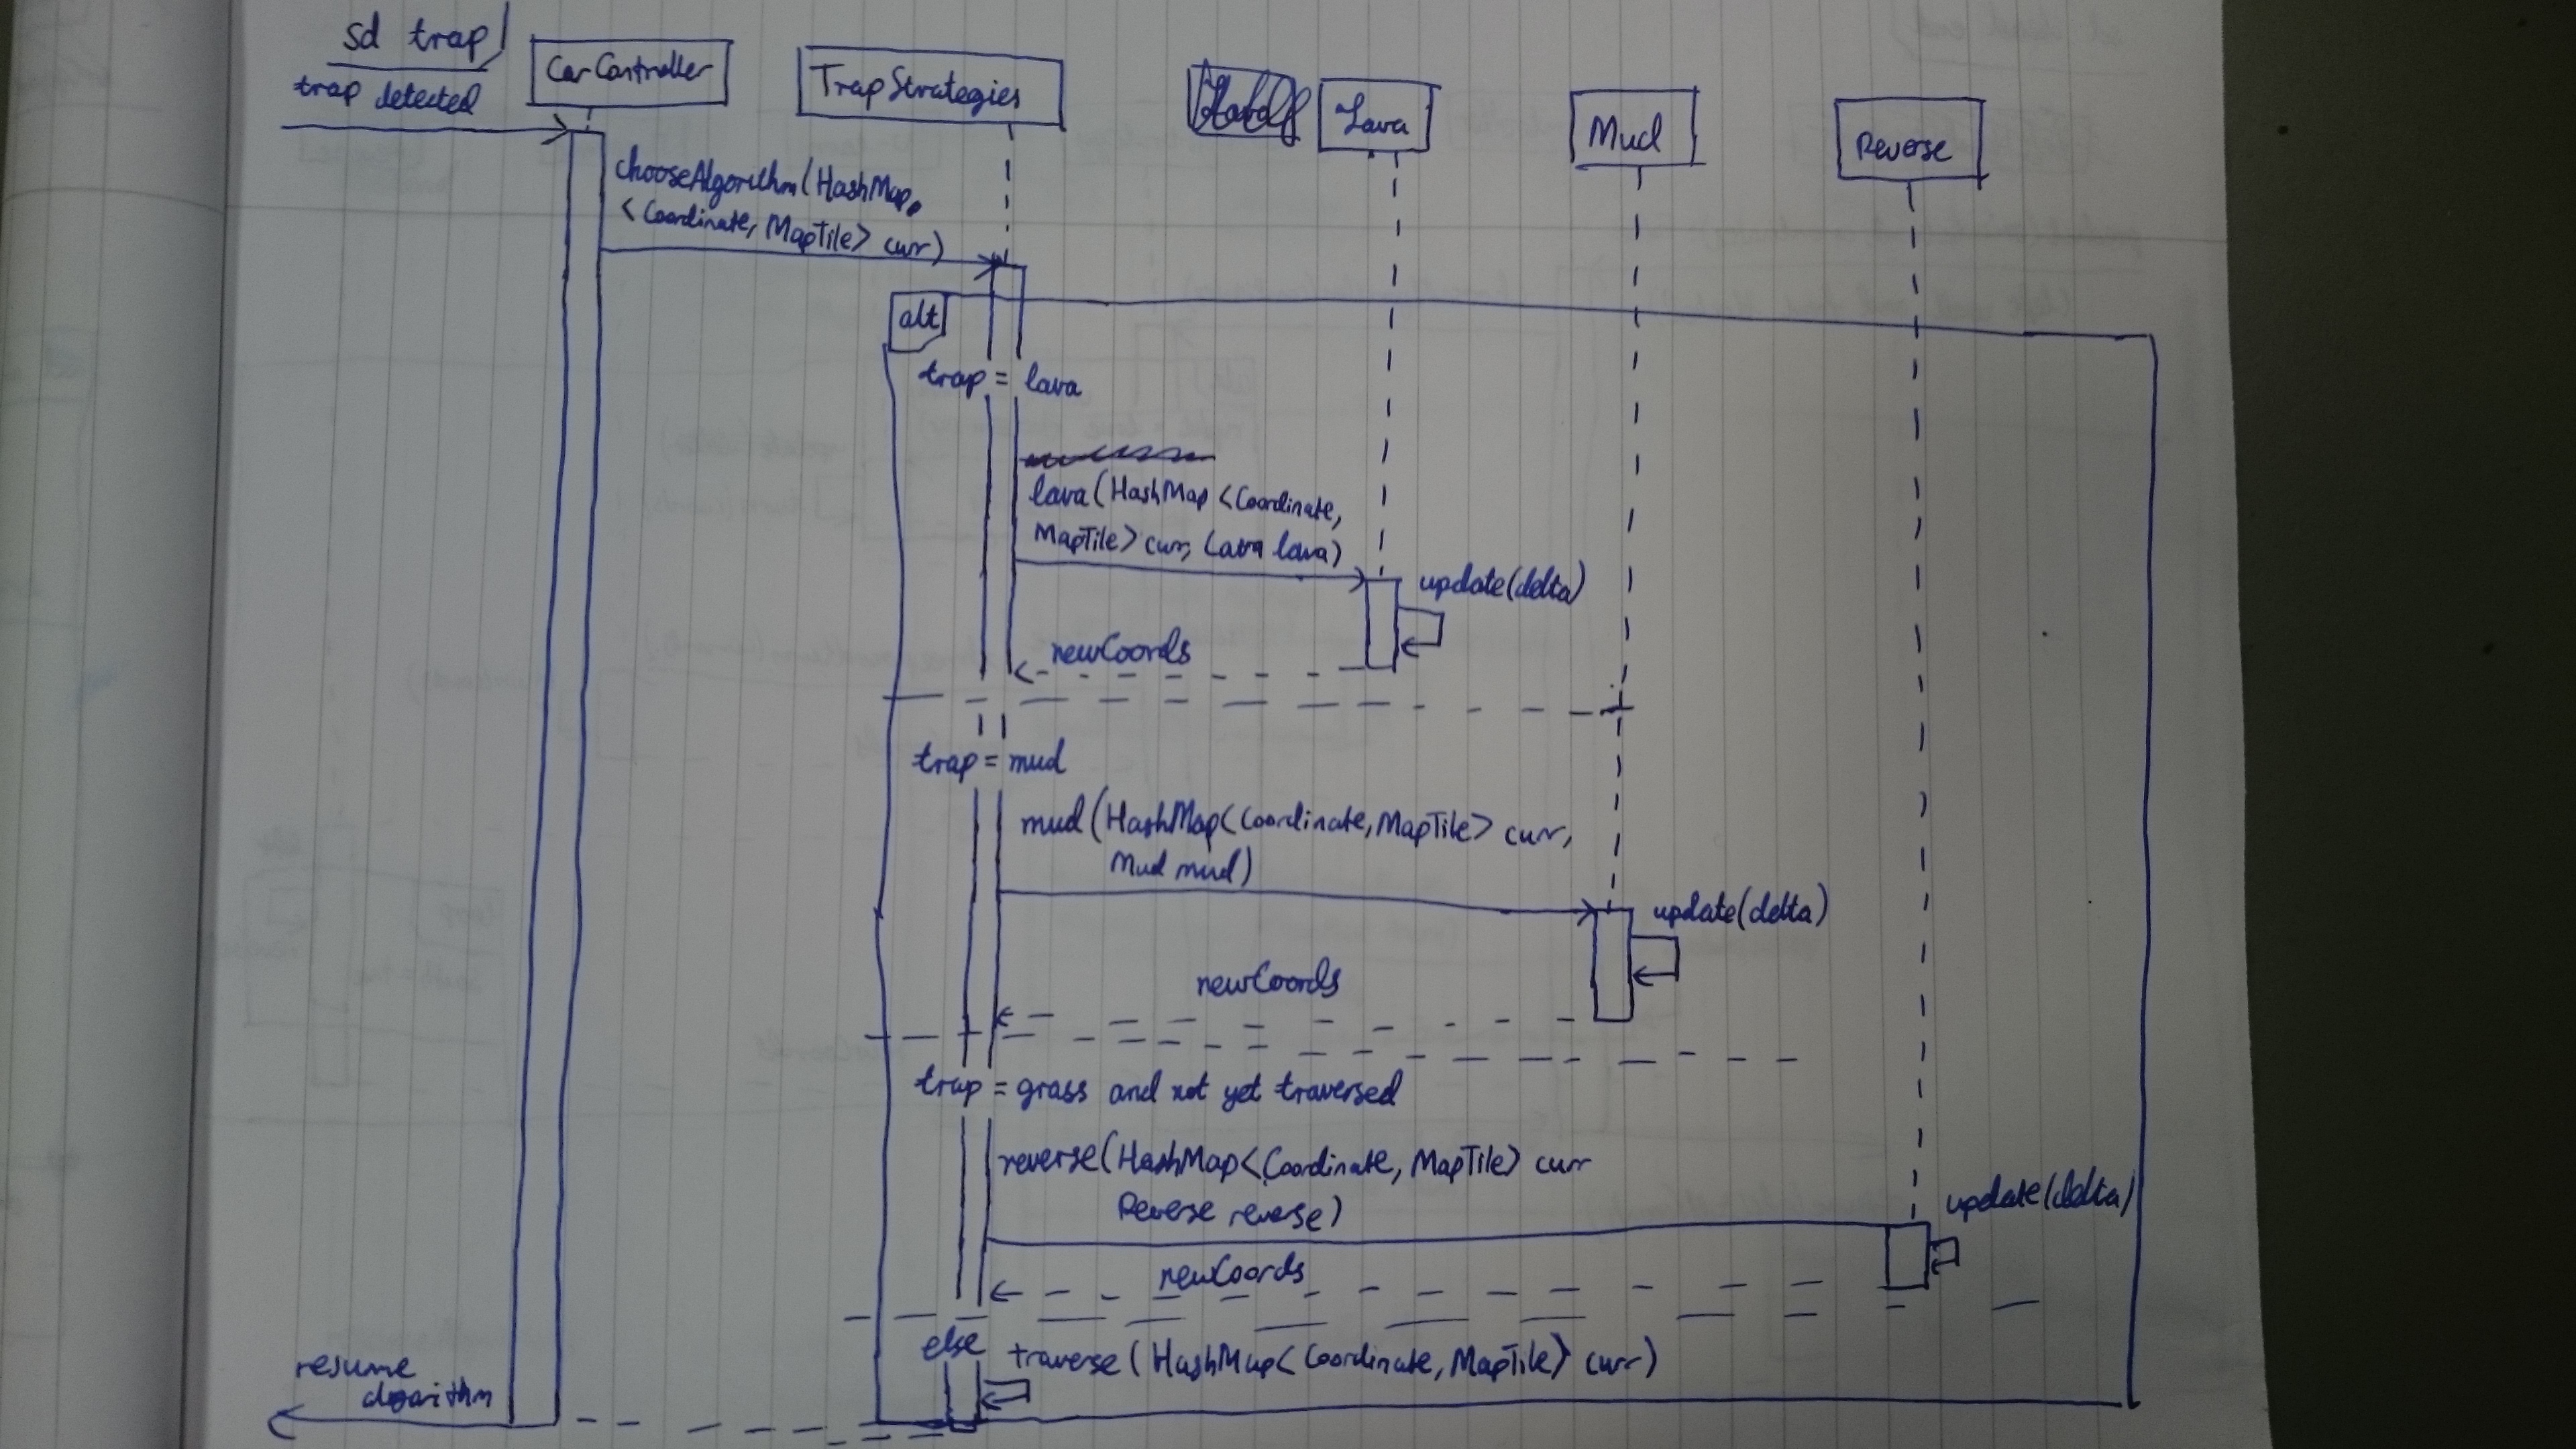 sd trap
trap detected
CarController
TrapStrategies
Lava
Mud
Reverse
chooseAlgorithm(HashMap
<Coordinate, MapTile> curr)
alt
trap = lava
lava(HashMap <Coordinate,
MapTile> curr, Lava lava)
update(delta)
newCoords
trap = mud
mud(HashMap<Coordinate, MapTile> curr,
Mud mud)
update(delta)
newCoords
trap = grass and not yet traversed
reverse(HashMap<Coordinate, MapTile> curr
Reverse reverse)
update(delta)
newCoords
else
traverse (HashMap<Coordinate, MapTile> curr)
resume
algorithm